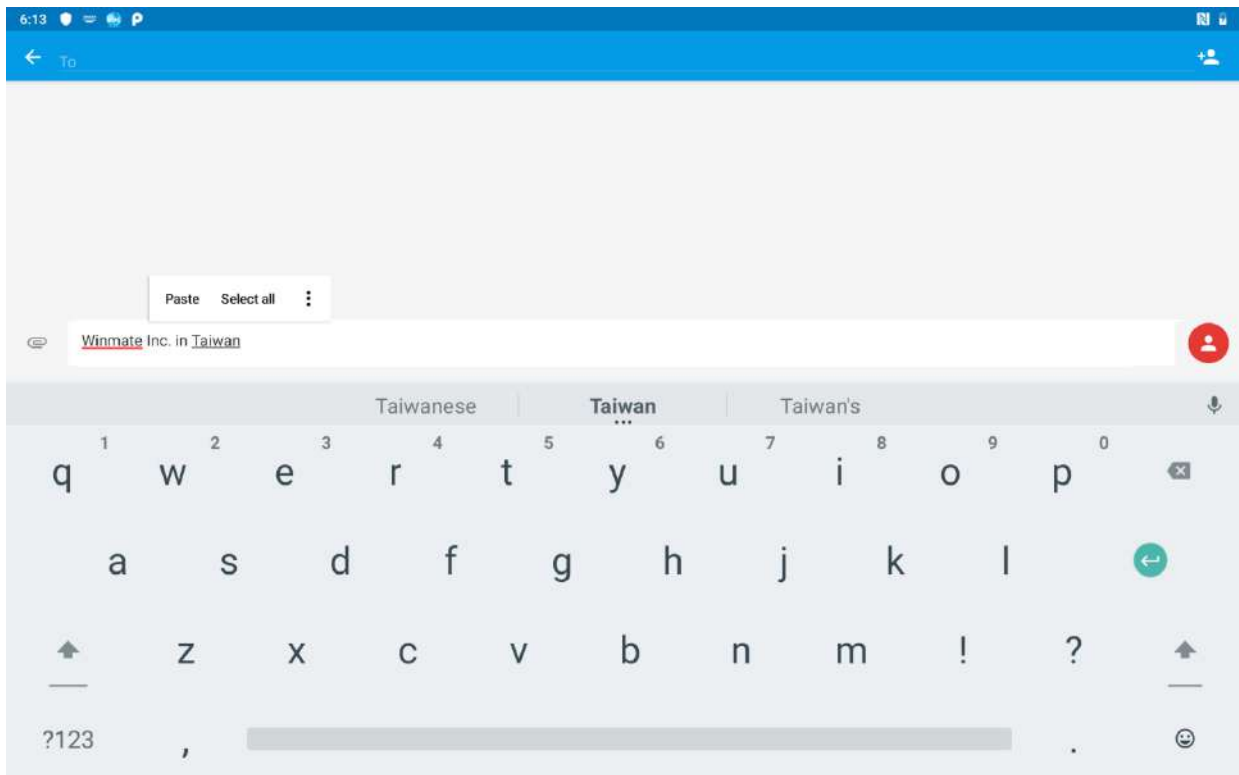 6:13
To
Paste Select all
Winmate Inc. in Taiwan
Taiwanese Taiwan Taiwan's
1 2 3 4 5 6 7 8 9 0
q w e r t y u i o p
a s d f g h j k l
z x c v b n m ! ?
?123 , .